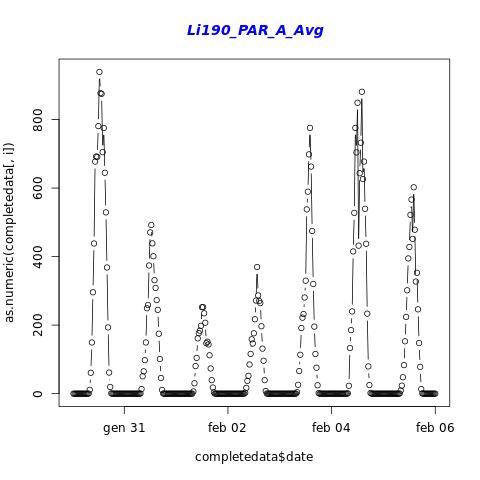 Li190_PAR_A_Avg
as.numeric(completedata[, i])
800
600
400
200
0
gen 31
feb 02
feb 04
feb 06
completedata$date